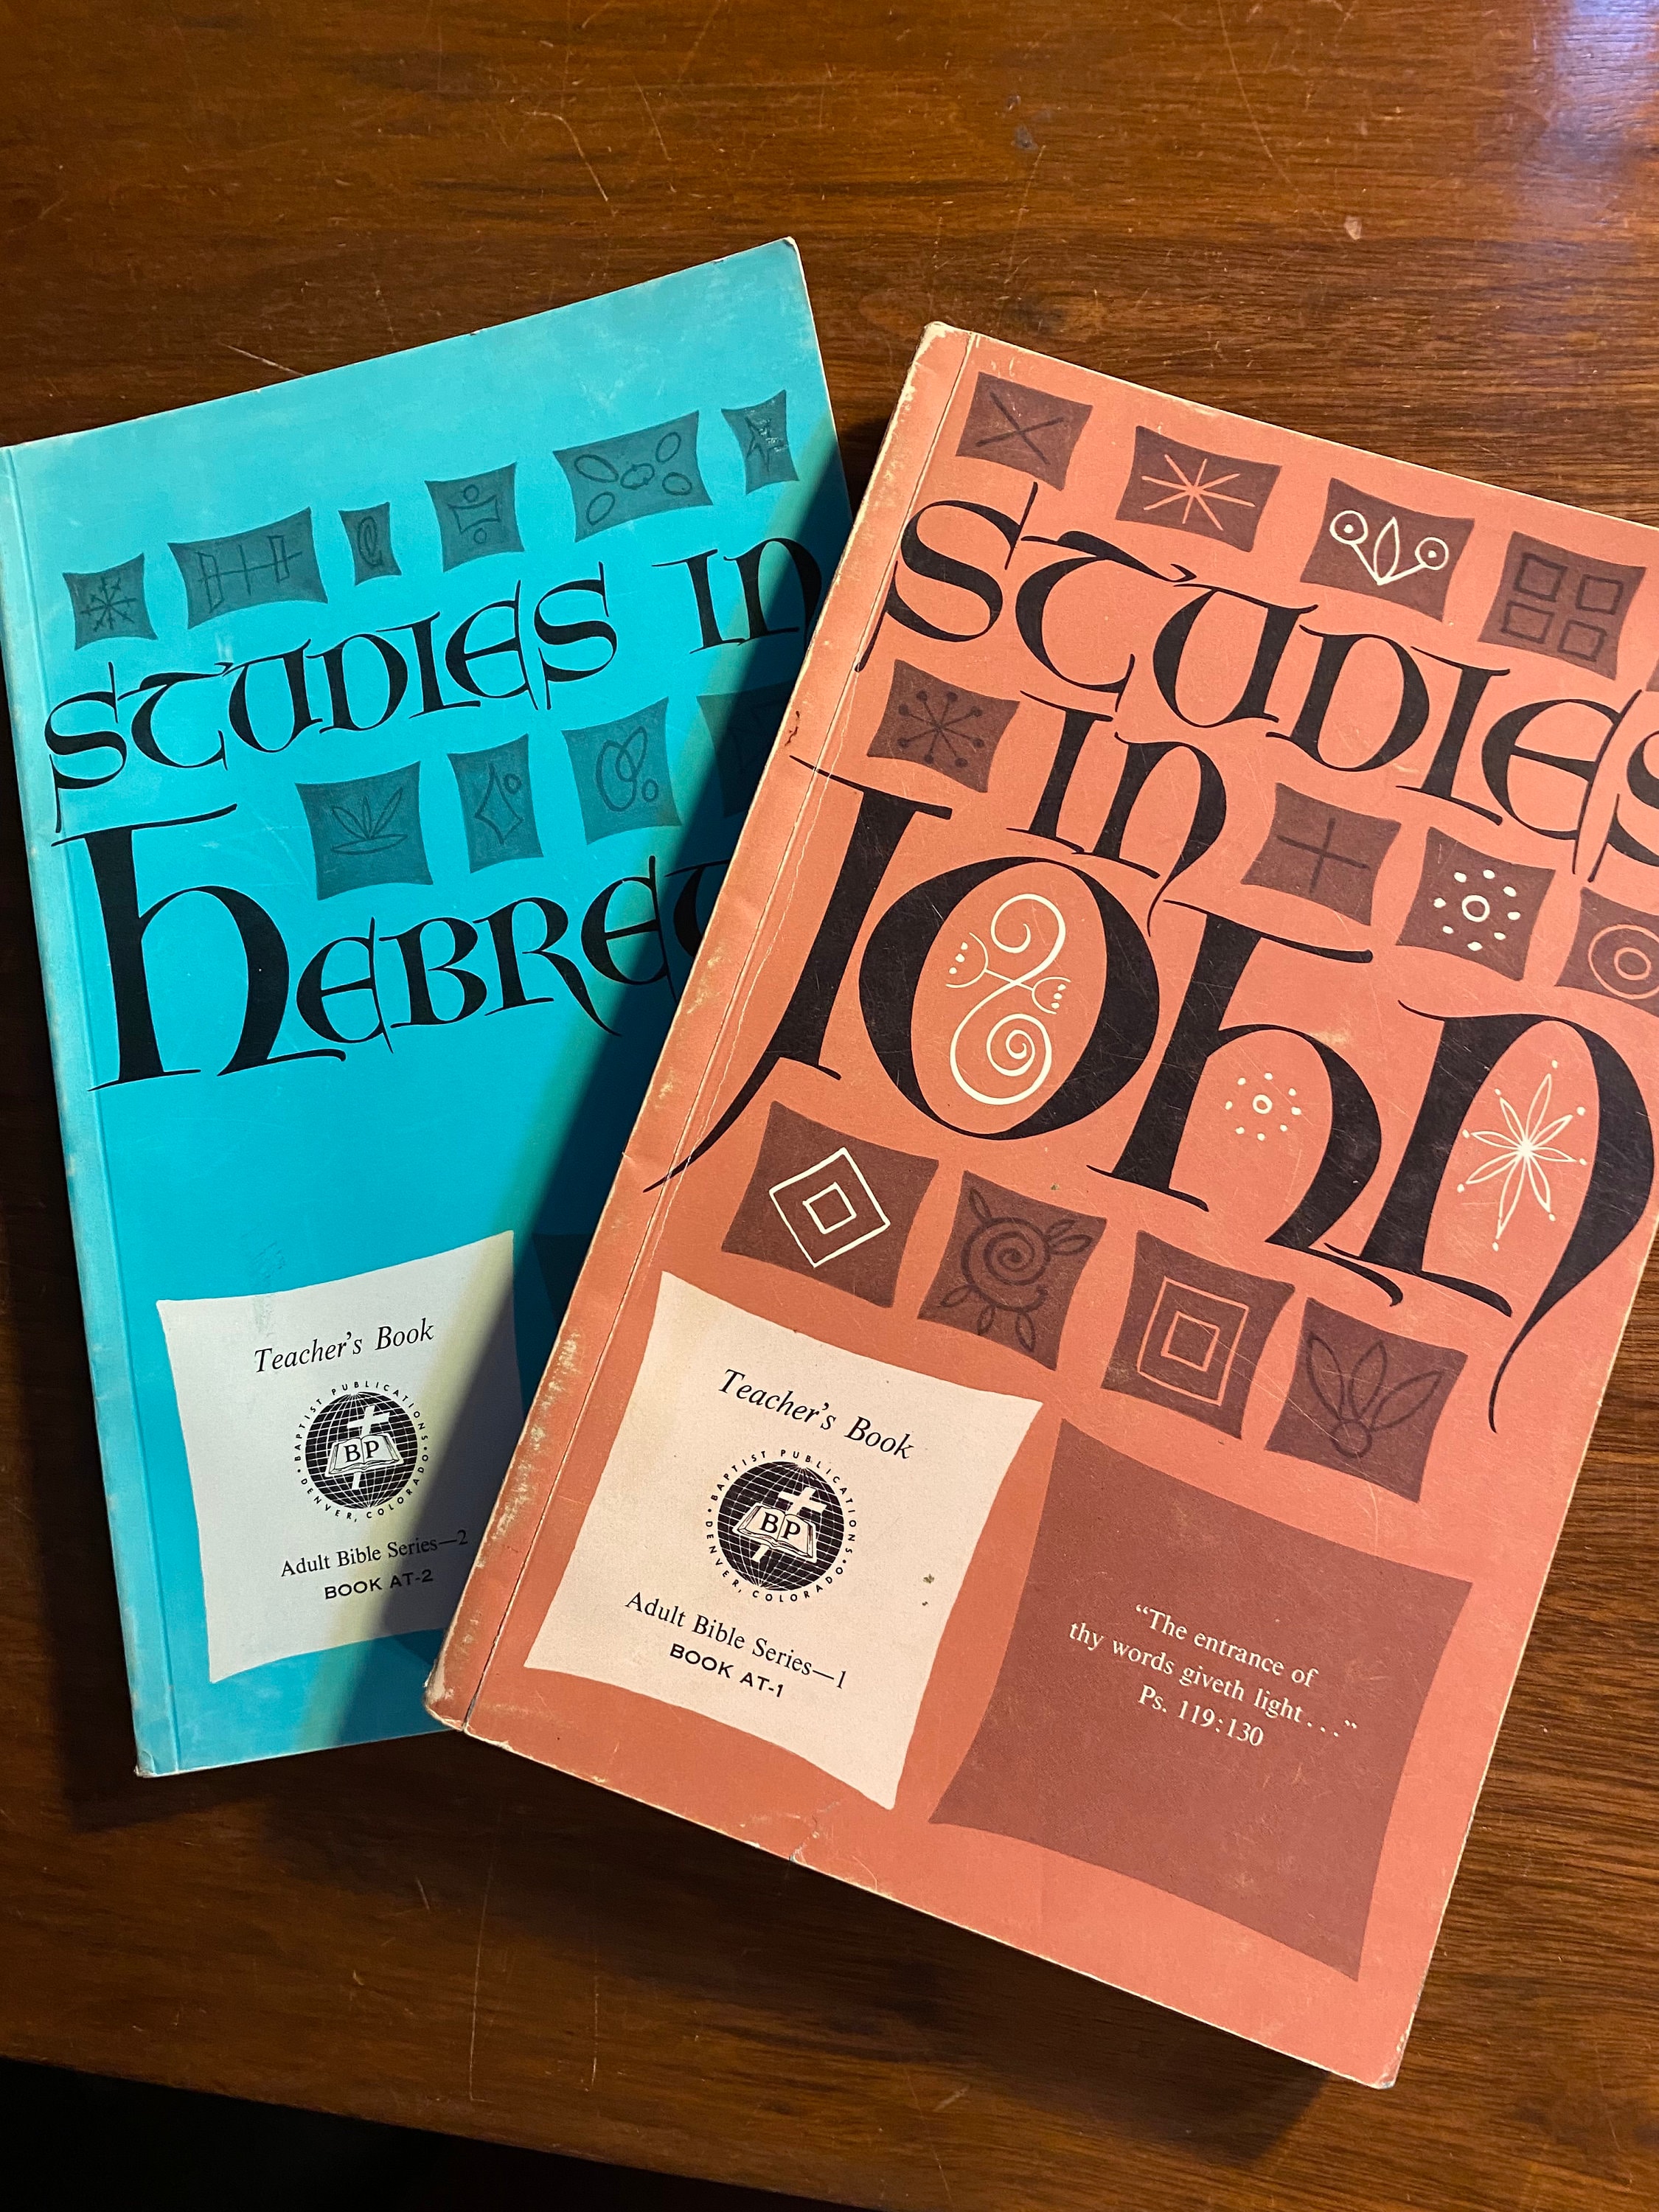 STUDIES IN
Teacher's Book
BAPTIST PUBLICATIONS
DENVER, COLORADO
BP
Adult Bible Series—2
BOOK AT-2
STUDIES
IN
JOHN
Teacher's Book
BAPTIST PUBLICATIONS
DENVER, COLORADO
BP
Adult Bible Series—1
BOOK AT-1
“The entrance of
thy words giveth light...”
Ps. 119:130